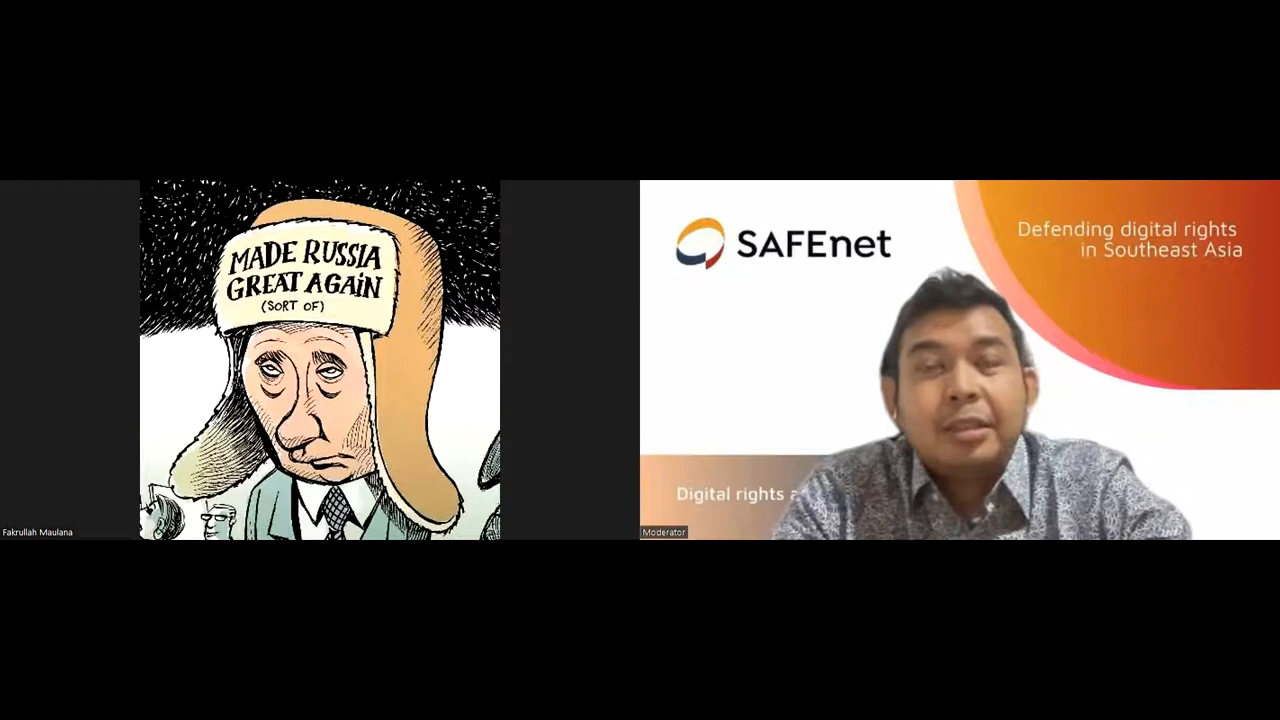 MADE RUSSIA
GREAT AGAiN
(SORT OF)
Fakrullah Maulana
SAFEnet
Defending digital rights
in Southeast Asia
Digital rights a
Moderator